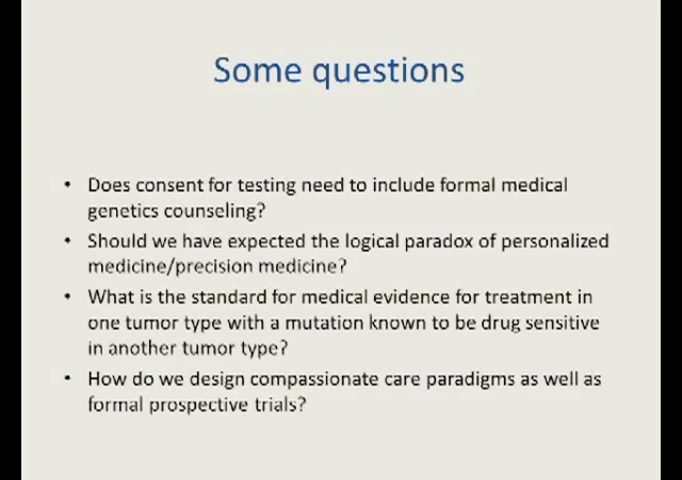 Some questions
• Does consent for testing need to include formal medical
genetics counseling?
• Should we have expected the logical paradox of personalized
medicine/precision medicine?
• What is the standard for medical evidence for treatment in
one tumor type with a mutation known to be drug sensitive
in another tumor type?
• How do we design compassionate care paradigms as well as
formal prospective trials?